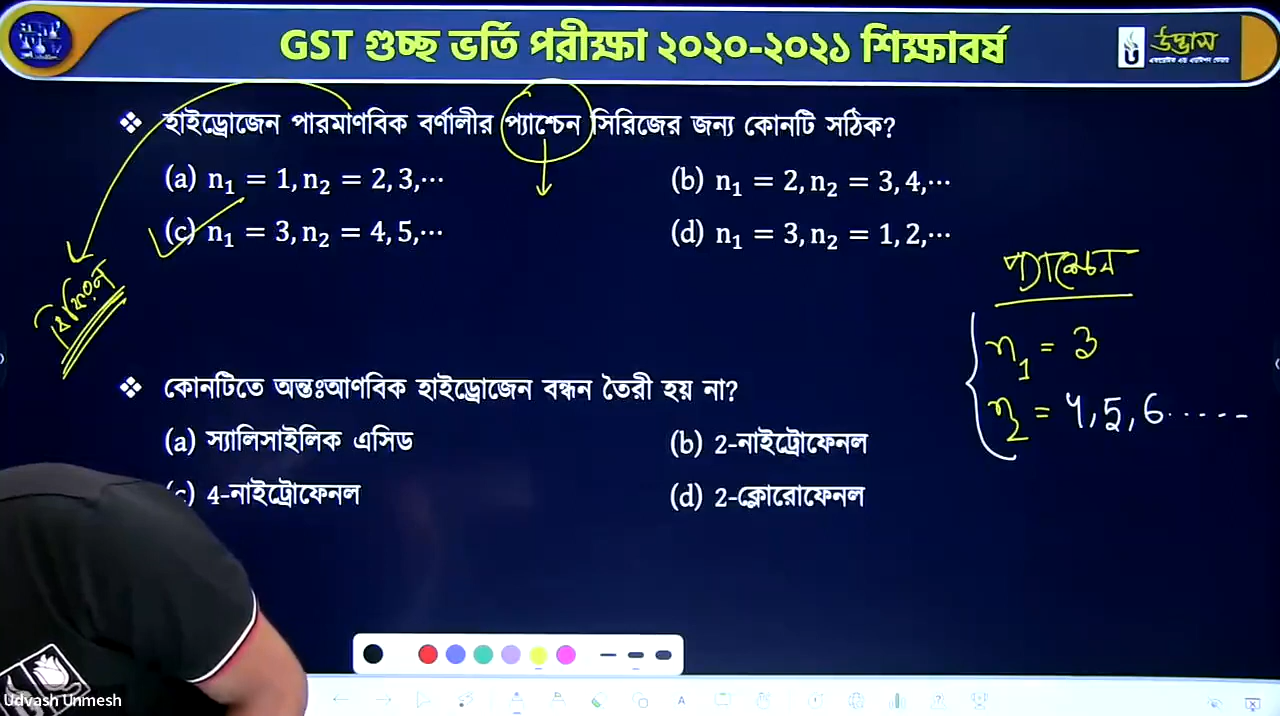 GST গুচ্ছ ভর্তি পরীক্ষা ২০২০-২০২১ শিক্ষাবর্ষ
উদ্ভাস
❖ হাইড্রোজেন পারমাণবিক বর্ণালীর প্যাশ্চেন সিরিজের জন্য কোনটি সঠিক?
(a) n₁ = 1, n₂ = 2, 3,⋯
(b) n₁ = 2, n₂ = 3, 4,⋯
(c) n₁ = 3, n₂ = 4, 5,⋯
(d) n₁ = 3, n₂ = 1, 2,⋯
বিকিরন
প্যাশ্চেন
n₁ = 3
n₂ = 4, 5, 6.....
❖ কোনটিতে অন্তঃআণবিক হাইড্রোজেন বন্ধন তৈরী হয় না?
(a) স্যালিসাইলিক এসিড
(b) 2-নাইট্রোফেনল
(c) 4-নাইট্রোফেনল
(d) 2-ক্লোরোফেনল
Udvash Unmesh